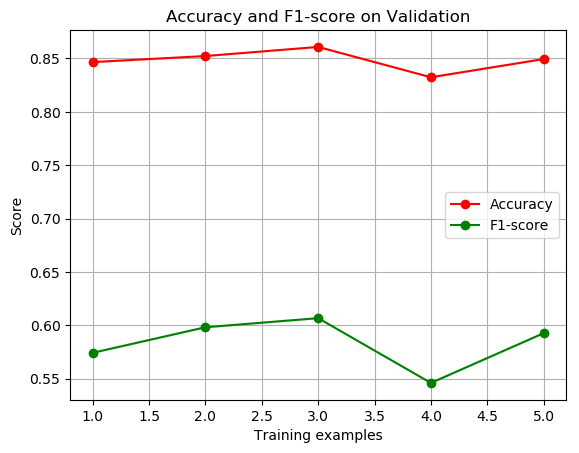 Accuracy and F1-score on Validation
0.85
0.80
0.75
0.70
0.65
0.60
0.55
Score
Accuracy
F1-score
1.0 1.5 2.0 2.5 3.0 3.5 4.0 4.5 5.0
Training examples